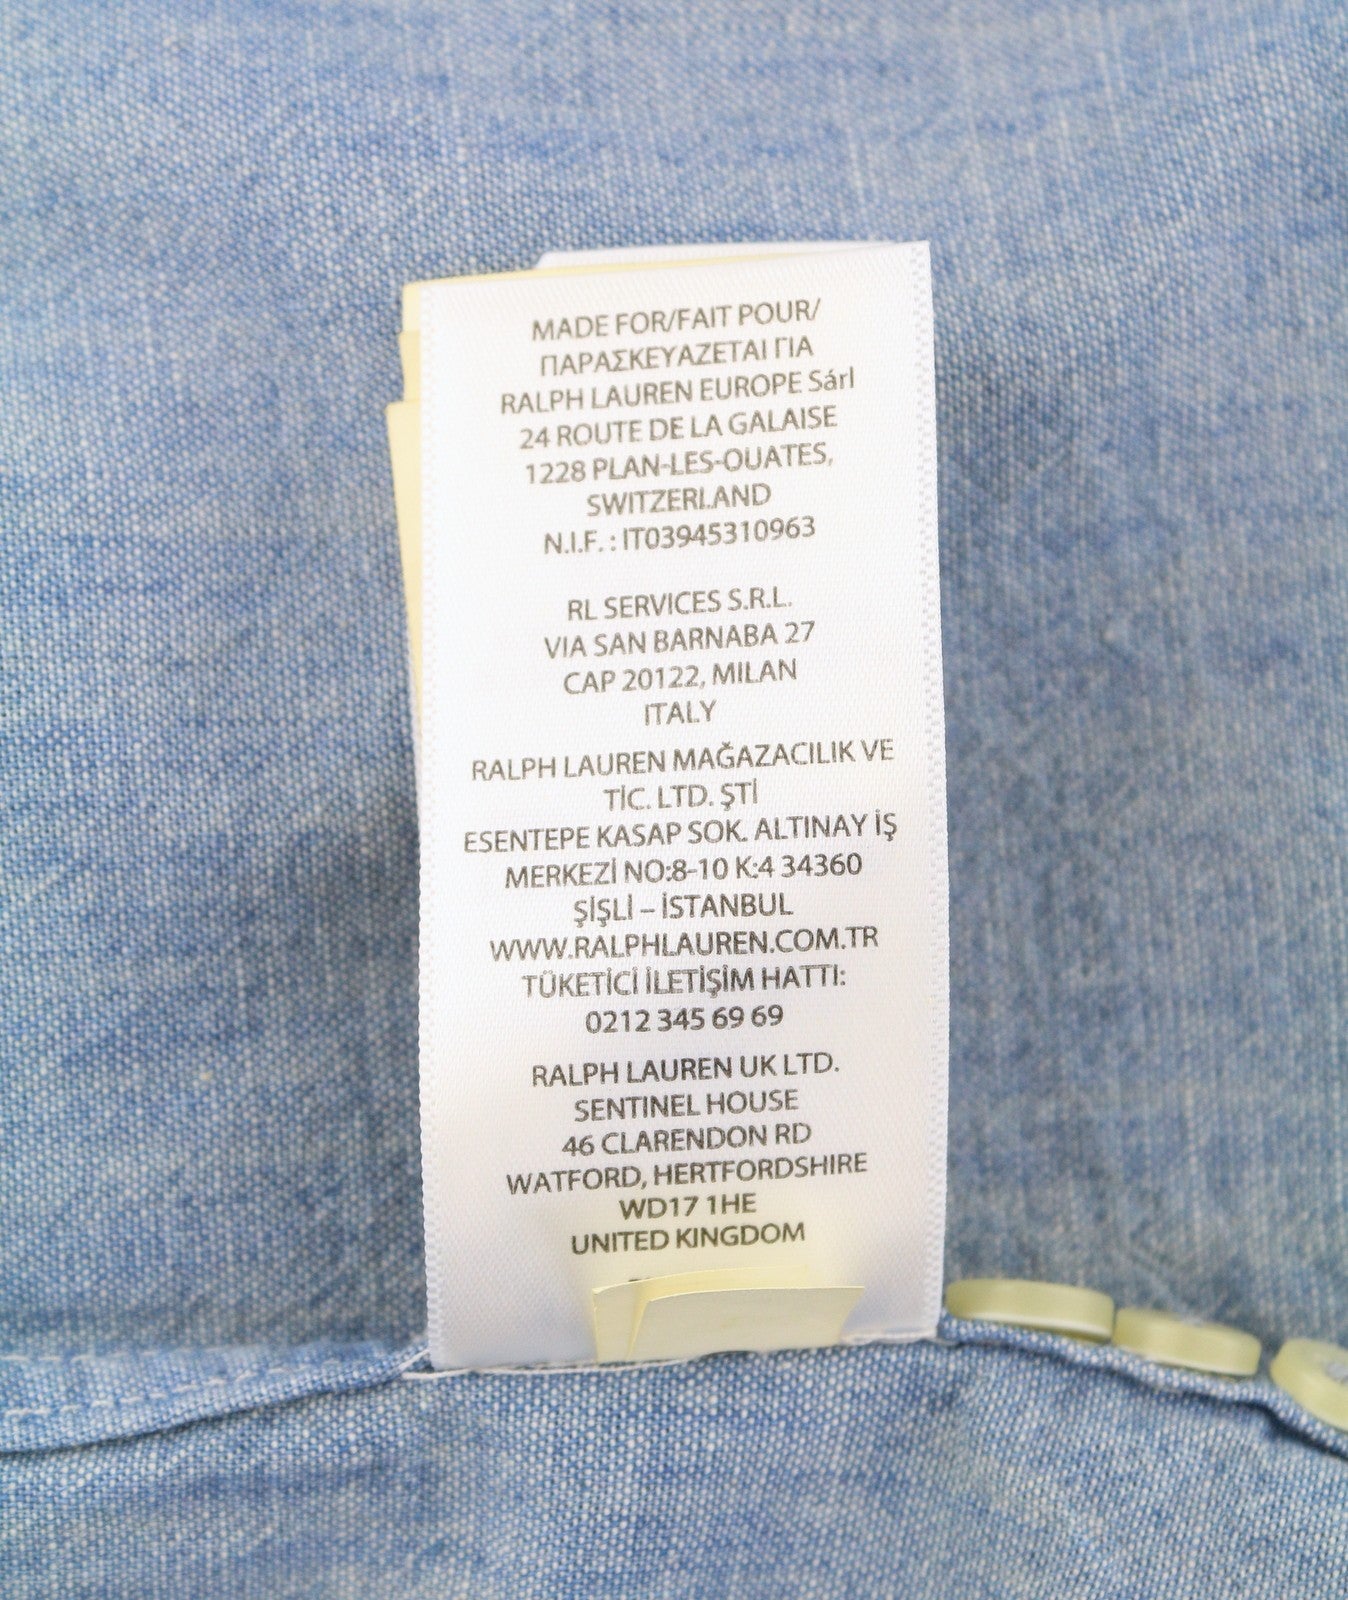 MADE FOR/FAIT POUR/
ΠΑΡΑΣΚΕΥΑΖΕΤΑΙ ΓΙΑ
RALPH LAUREN EUROPE Sárl
24 ROUTE DE LA GALAISE
1228 PLAN-LES-OUATES,
SWITZERLAND
N.I.F. : IT03945310963
RL SERVICES S.R.L.
VIA SAN BARNABA 27
CAP 20122, MILAN
ITALY
RALPH LAUREN MAĞAZACILIK VE
TİC. LTD. ŞTİ
ESENTEPE KASAP SOK. ALTINAY İŞ
MERKEZİ NO:8-10 K:4 34360
ŞİŞLİ – İSTANBUL
WWW.RALPHLAUREN.COM.TR
TÜKETİCİ İLETİŞİM HATTI:
0212 345 69 69
RALPH LAUREN UK LTD.
SENTINEL HOUSE
46 CLARENDON RD
WATFORD, HERTFORDSHIRE
WD17 1HE
UNITED KINGDOM